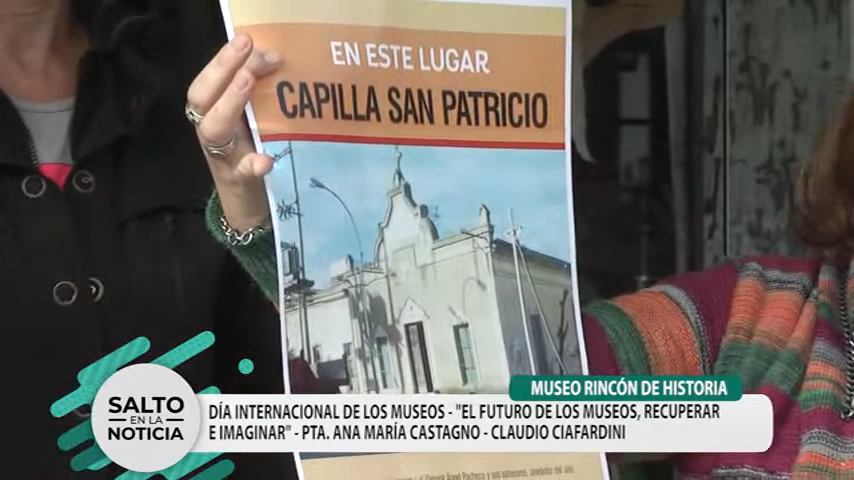 EN ESTE LUGAR
CAPILLA SAN PATRICIO
MUSEO RINCÓN DE HISTORIA
SALTO
EN LA
NOTICIA
DÍA INTERNACIONAL DE LOS MUSEOS - "EL FUTURO DE LOS MUSEOS, RECUPERAR
E IMAGINAR" - PTA. ANA MARÍA CASTAGNO - CLAUDIO CIAFARDINI